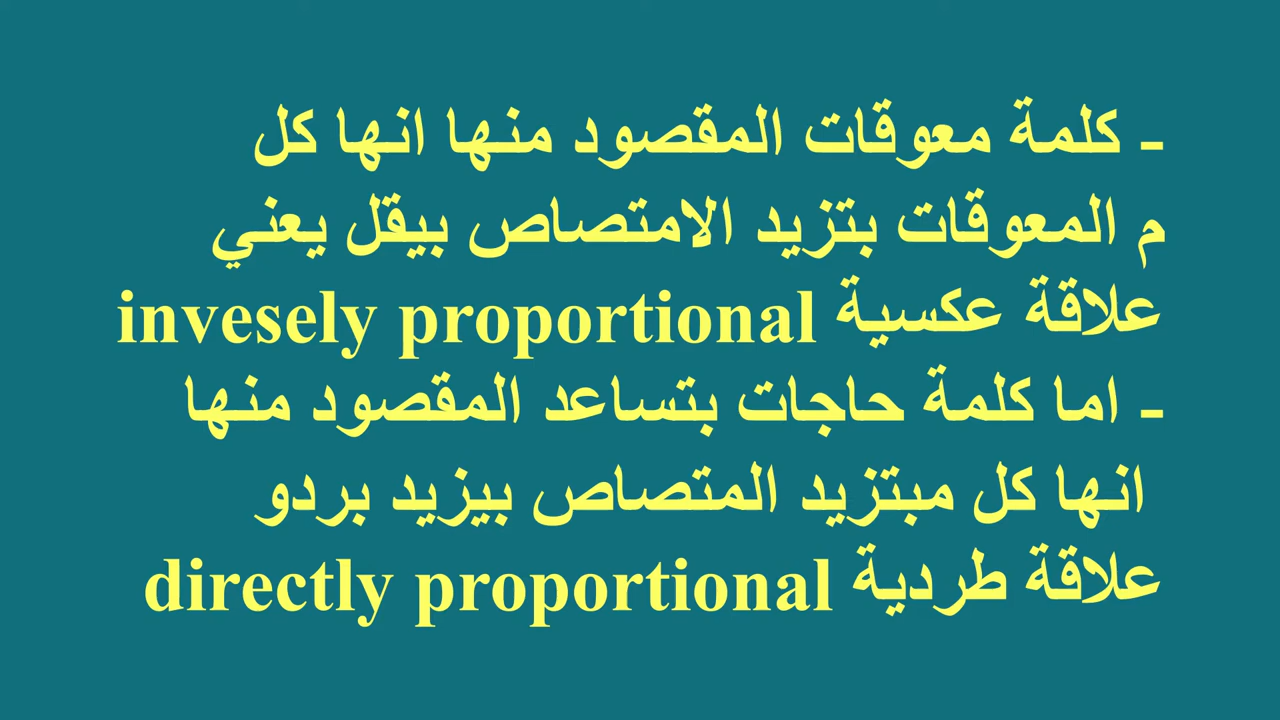 - كلمة معوقات المقصود منها انها كل
م المعوقات بتزيد الامتصاص بيقل يعني
علاقة عكسية invesely proportional
- اما كلمة حاجات بتساعد المقصود منها
انها كل مبتزيد المتصاص بيزيد بردو
علاقة طردية directly proportional